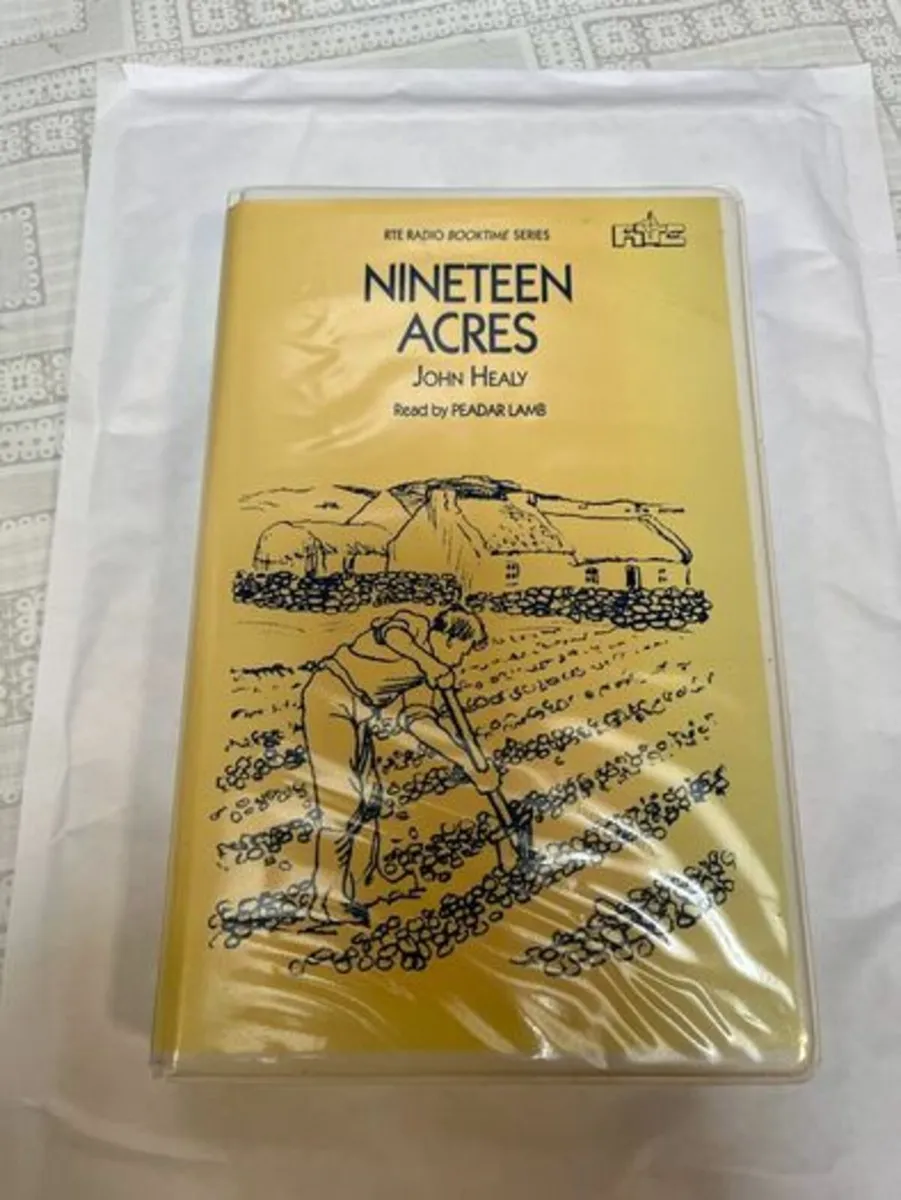 RTE RADIO BOOKTIME SERIES
RTE
NINETEEN
ACRES
JOHN HEALY
Read by PEADAR LAMB